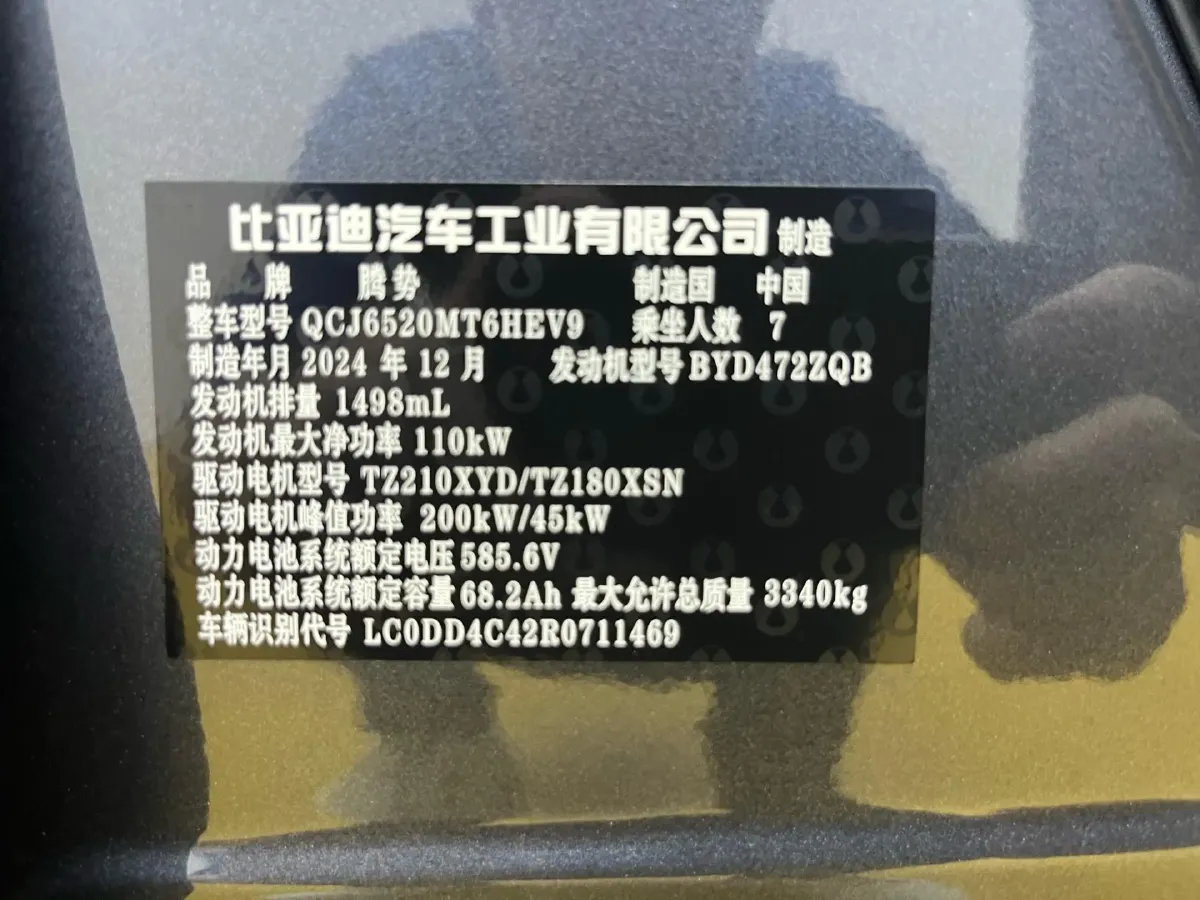 比亚迪汽车工业有限公司 制造
品 牌 腾势 制造国 中国
整车型号 QCJ6520MT6HEV9 乘坐人数 7
制造年月 2024 年 12 月 发动机型号 BYD472ZQB
发动机排量 1498mL
发动机最大净功率 110kW
驱动电机型号 TZ210XYD/TZ180XSN
驱动电机峰值功率 200kW/45kW
动力电池系统额定电压 585.6V
动力电池系统额定容量 68.2Ah 最大允许总质量 3340kg
车辆识别代号 LC0DD4C42R0711469